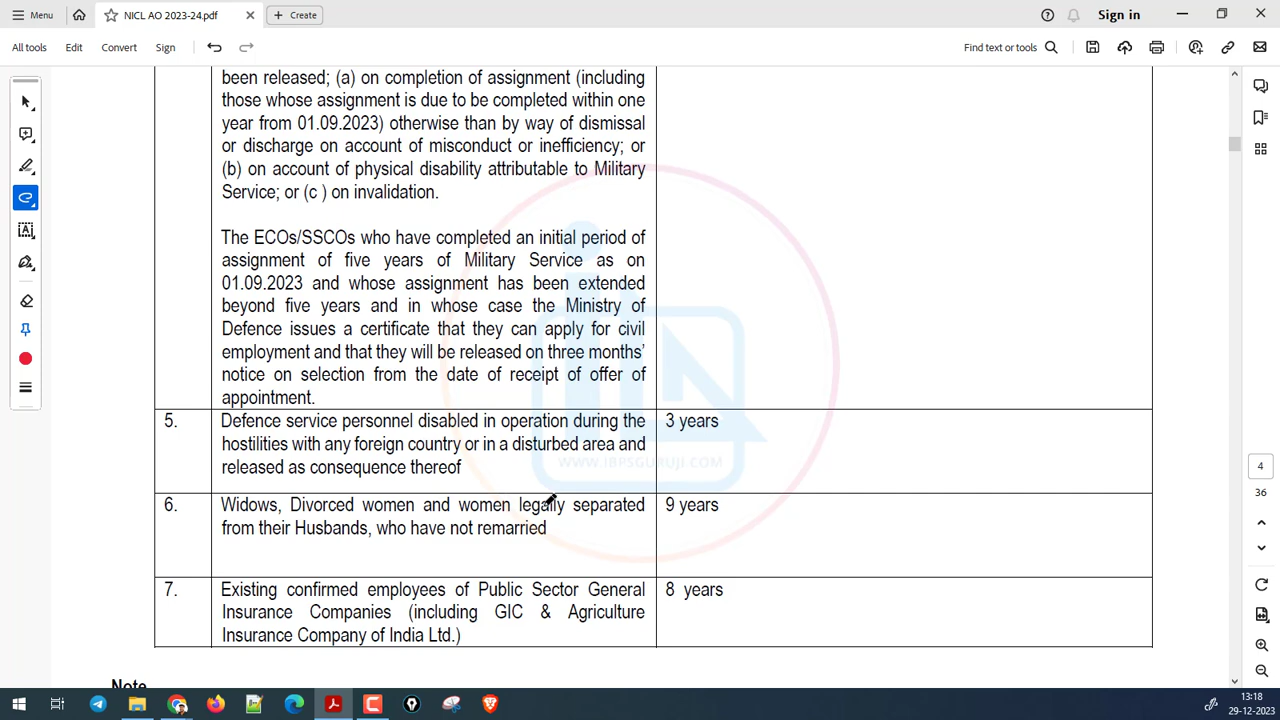 Menu
NICL AO 2023-24.pdf
Create
Sign in
All tools
Edit
Convert
Sign
Find text or tools
been released; (a) on completion of assignment (including
those whose assignment is due to be completed within one
year from 01.09.2023) otherwise than by way of dismissal
or discharge on account of misconduct or inefficiency; or
(b) on account of physical disability attributable to Military
Service; or (c ) on invalidation.
The ECOs/SSCOs who have completed an initial period of
assignment of five years of Military Service as on
01.09.2023 and whose assignment has been extended
beyond five years and in whose case the Ministry of
Defence issues a certificate that they can apply for civil
employment and that they will be released on three months’
notice on selection from the date of receipt of offer of
appointment.
5. Defence service personnel disabled in operation during the 3 years
hostilities with any foreign country or in a disturbed area and
released as consequence thereof
WWW.IBPSGURUJI.COM
6. Widows, Divorced women and women legally separated 9 years
from their Husbands, who have not remarried
7. Existing confirmed employees of Public Sector General 8 years
Insurance Companies (including GIC & Agriculture
Insurance Company of India Ltd.)
Note
4
36
13:18
29-12-2023